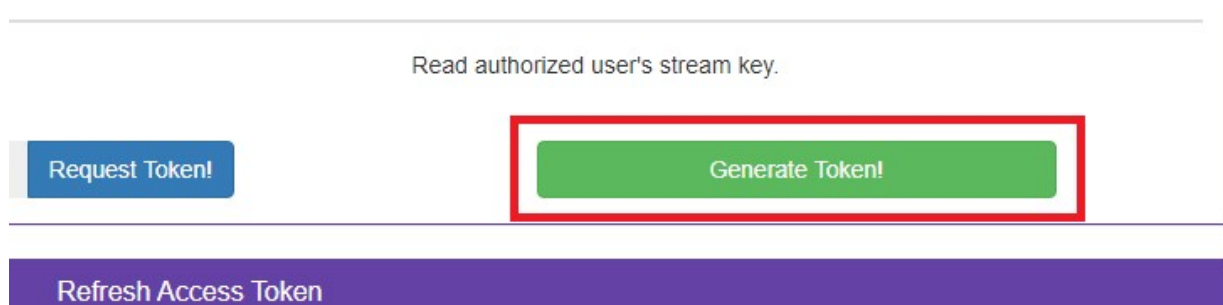 Read authorized user's stream key.
Request Token!
Generate Token!
Refresh Access Token